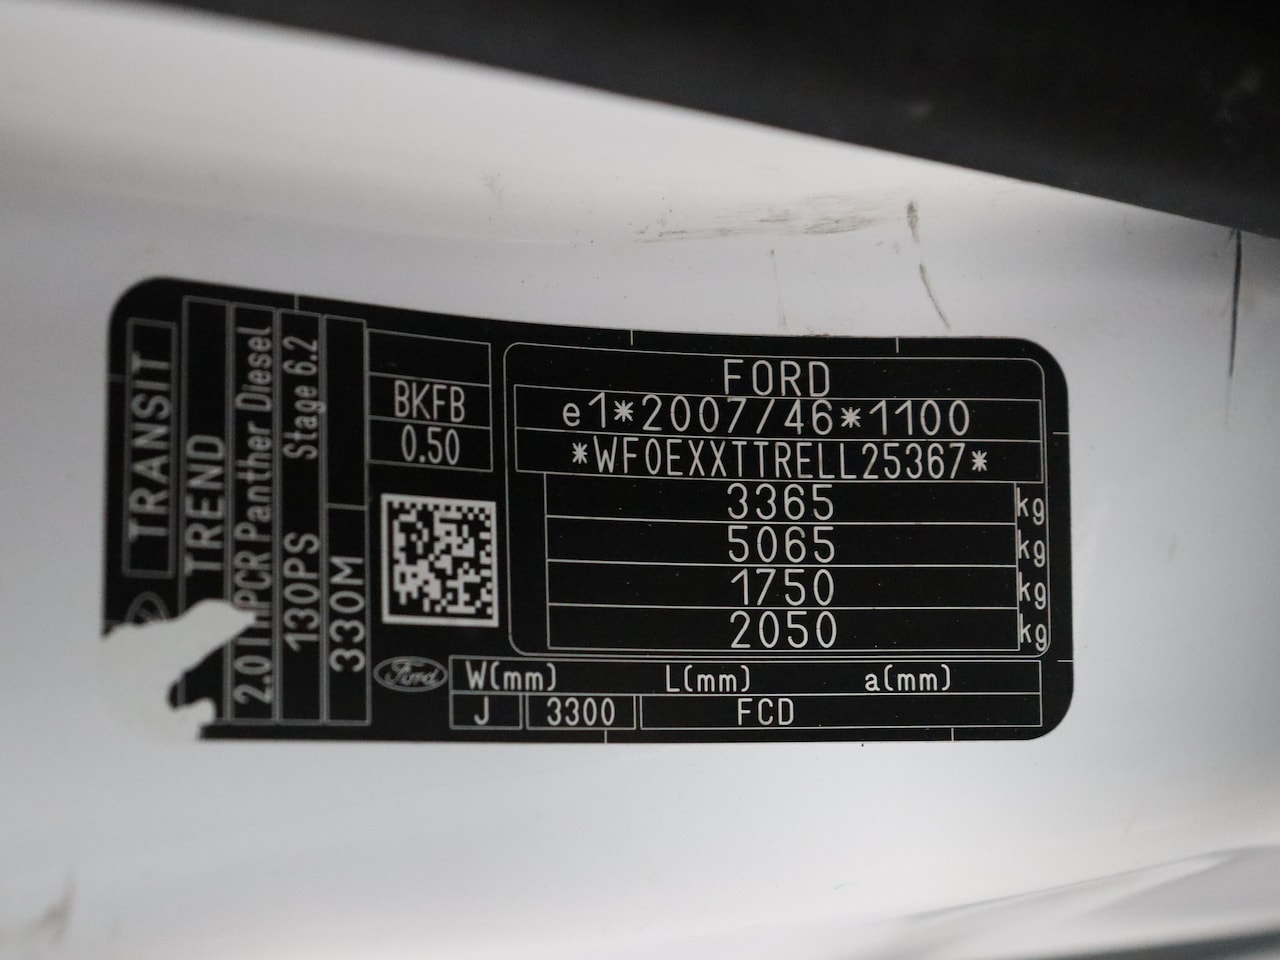 TRANSIT
TREND
2.0 l HPCR Panther Diesel
130PS Stage 6.2
330M
BKFB
0.50
FORD
e1*2007/46*1100
*WF0EXXTTRELL25367*
3365 kg
5065 kg
1750 kg
2050 kg
Ford
W(mm) L(mm) a(mm)
J 3300 FCD